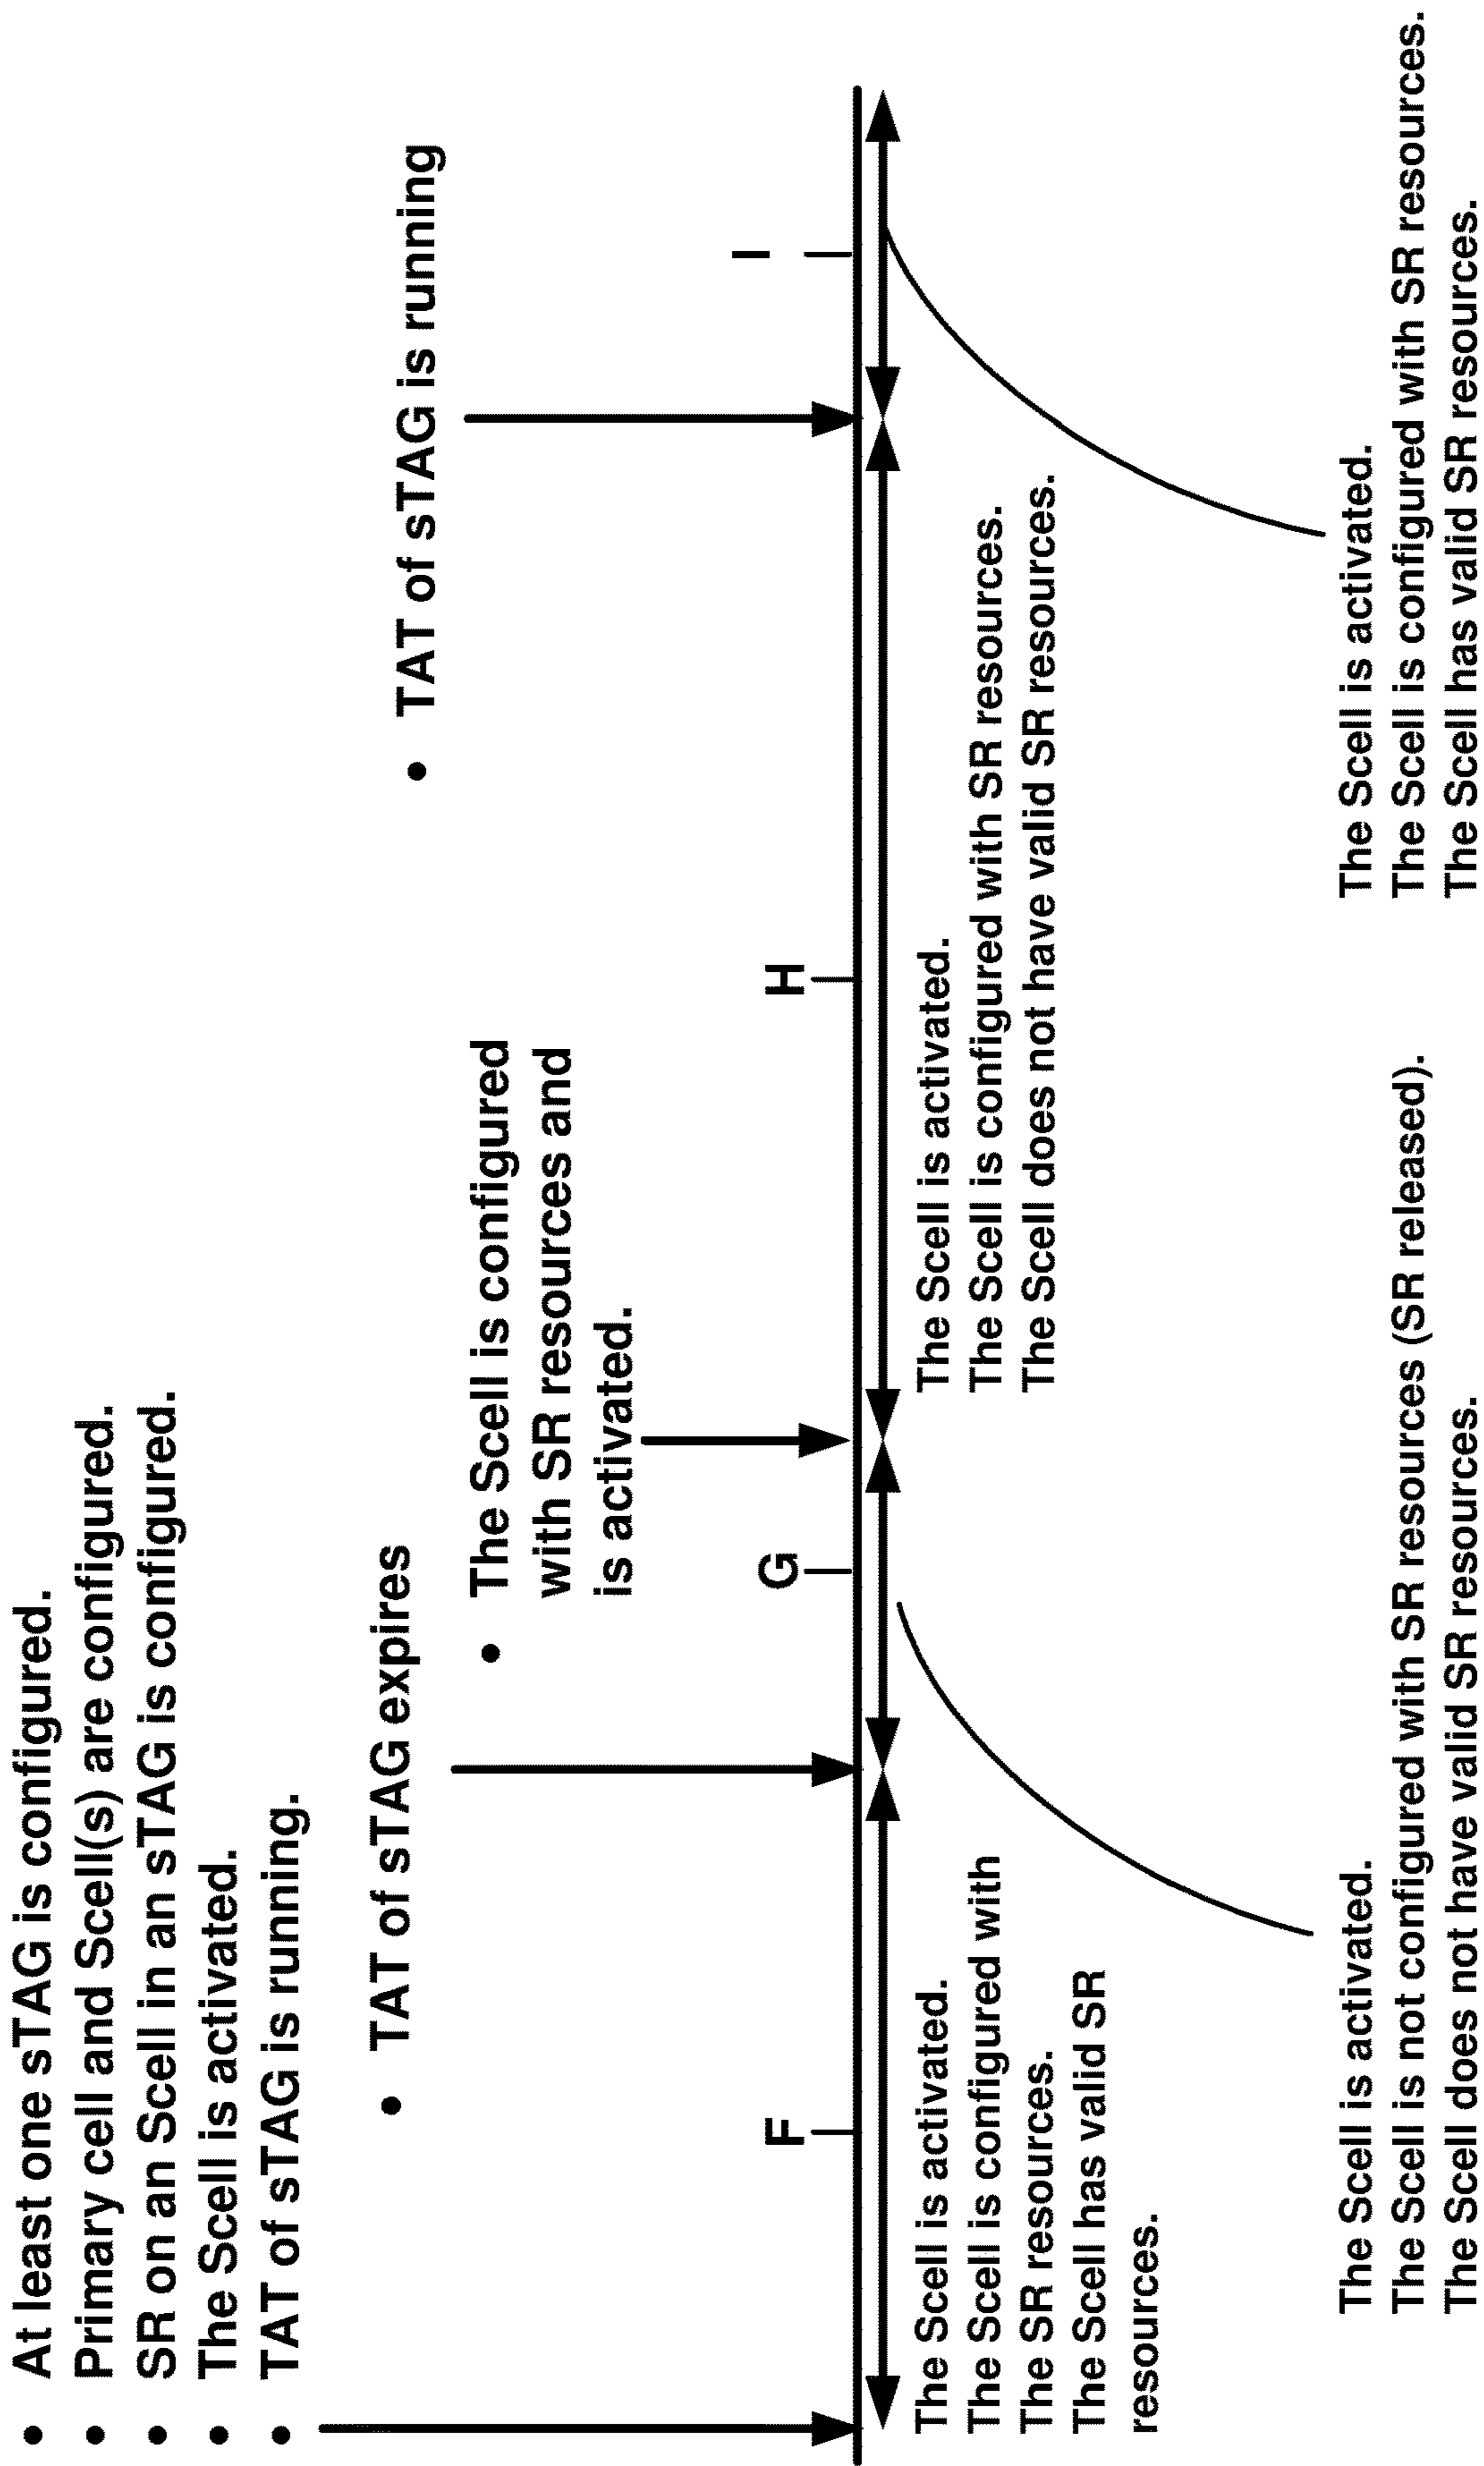 • At least one sTAG is configured.
• Primary cell and Scell(s) are configured.
• SR on an Scell in an sTAG is configured.
• The Scell is activated.
• TAT of sTAG is running.
• TAT of sTAG expires
• The Scell is configured
with SR resources and
is activated.
• TAT of sTAG is running
F
G
H
I
The Scell is activated.
The Scell is configured with
The SR resources.
The Scell has valid SR
resources.
The Scell is activated.
The Scell is configured with SR resources.
The Scell does not have valid SR resources.
The Scell is activated.
The Scell is not configured with SR resources (SR released).
The Scell does not have valid SR resources.
The Scell is activated.
The Scell is configured with SR resources.
The Scell has valid SR resources.